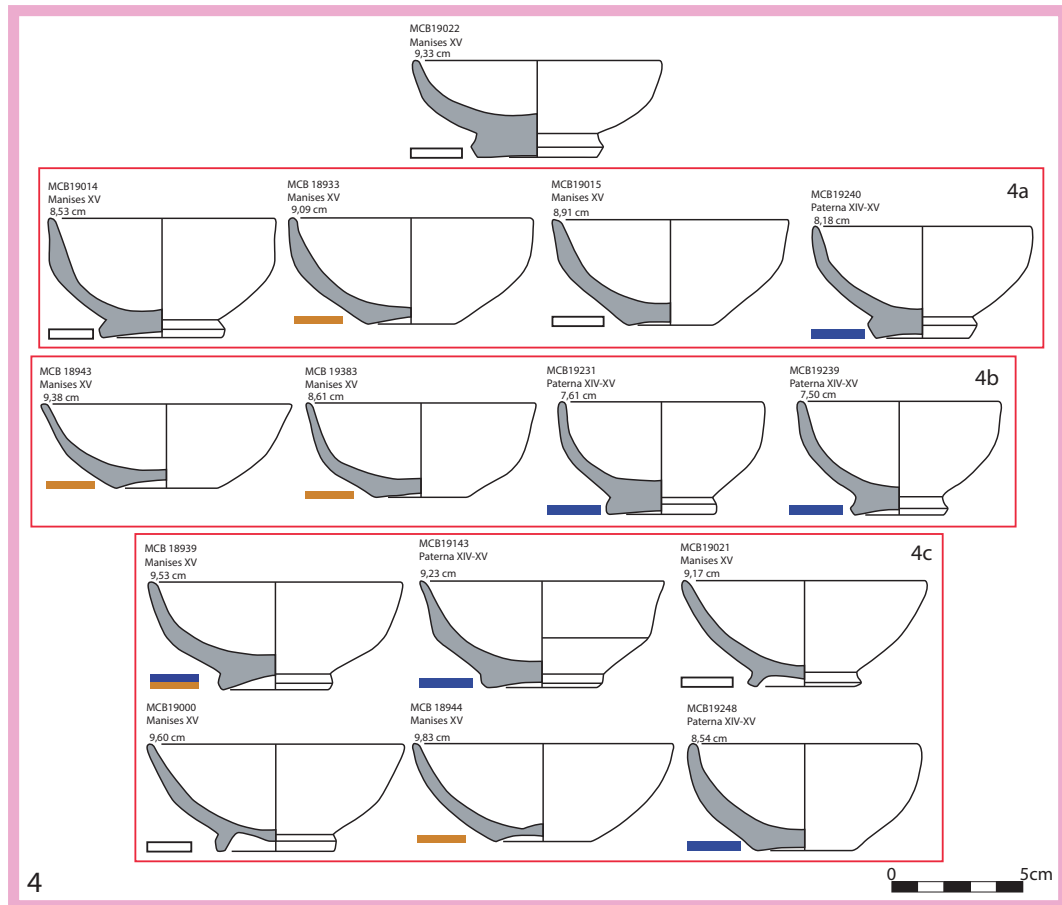 MCB19022
Manises XV
9,33 cm
4a
MCB19014
Manises XV
8,53 cm
MCB 18933
Manises XV
9,09 cm
MCB19015
Manises XV
8,91 cm
MCB19240
Paterna XIV-XV
8,18 cm
4b
MCB 18943
Manises XV
9,38 cm
MCB 19383
Manises XV
8,61 cm
MCB19231
Paterna XIV-XV
7,61 cm
MCB19239
Paterna XIV-XV
7,50 cm
4c
MCB 18939
Manises XV
9,53 cm
MCB19143
Paterna XIV-XV
9,23 cm
MCB19021
Manises XV
9,17 cm
MCB19000
Manises XV
9,60 cm
MCB 18944
Manises XV
9,83 cm
MCB19248
Paterna XIV-XV
8,54 cm
4
0 5cm